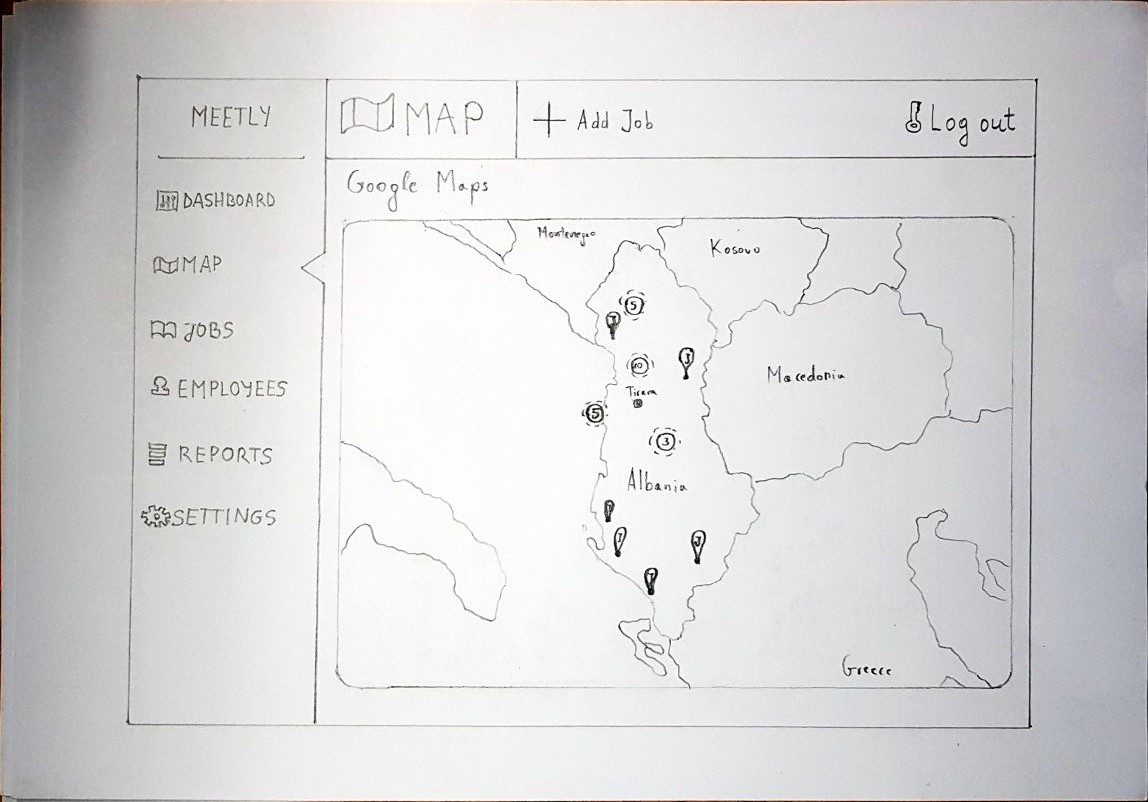 MEETLY
MAP
+ Add Job
Log out
DASHBOARD
MAP
JOBS
EMPLOYEES
REPORTS
SETTINGS
Google Maps
Montenegro
Kosovo
5
J
10
J
Tirana
Macedonia
5
3
Albania
J
J
J
J
Greece